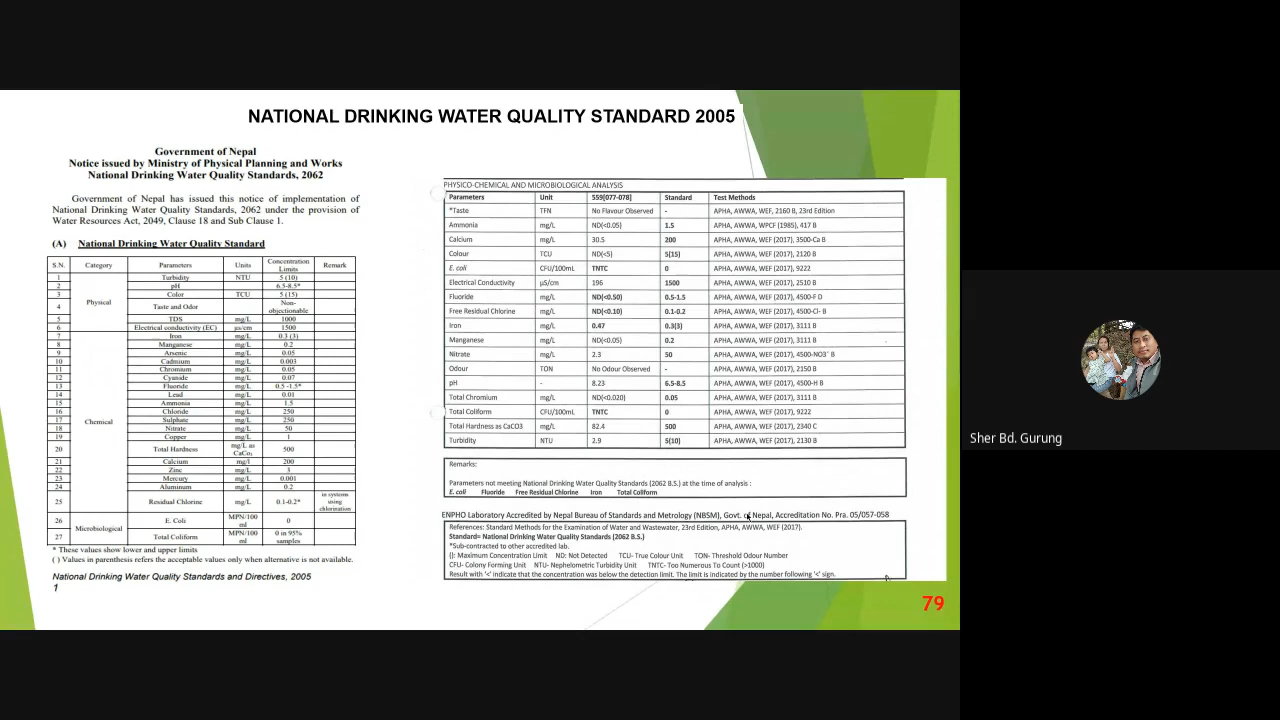 NATIONAL DRINKING WATER QUALITY STANDARD 2005
Government of Nepal
Notice issued by Ministry of Physical Planning and Works
National Drinking Water Quality Standards, 2062
Government of Nepal has issued this notice of implementation of
National Drinking Water Quality Standards, 2062 under the provision of
Water Resources Act, 2049, Clause 18 and Sub Clause 1.
(A) National Drinking Water Quality Standard
S.N. Category Parameters Units Concentration Limits Remark
1 Physical Turbidity NTU 5 (10)
2 pH 6.5-8.5*
3 Color TCU 5 (15)
4 Taste and Odor Non-objectionable
5 TDS mg/L 1000
6 Electrical conductivity (EC) μs/cm 1500
7 Chemical Iron mg/L 0.3 (3)
8 Manganese mg/L 0.2
9 Arsenic mg/L 0.05
10 Cadmium mg/L 0.003
11 Chromium mg/L 0.05
12 Cyanide mg/L 0.07
13 Fluoride mg/L 0.5 -1.5*
14 Lead mg/L 0.01
15 Ammonia mg/L 1.5
16 Chloride mg/L 250
17 Sulphate mg/L 250
18 Nitrate mg/L 50
19 Copper mg/L 1
20 Total Hardness mg/L as CaCo₃ 500
21 Calcium mg/l 200
22 Zinc mg/L 3
23 Mercury mg/L 0.001
24 Aluminum mg/L 0.2
25 Residual Chlorine mg/L 0.1-0.2* in systems using chlorination
26 Microbiological E. Coli MPN/100 ml 0
27 Total Coliform MPN/100 ml 0 in 95% samples
* These values show lower and upper limits
( ) Values in parenthesis refers the acceptable values only when alternative is not available.
National Drinking Water Quality Standards and Directives, 2005
1
PHYSICO-CHEMICAL AND MICROBIOLOGICAL ANALYSIS
Parameters Unit 559[077-078] Standard Test Methods
*Taste TFN No Flavour Observed - APHA, AWWA, WEF, 2160 B, 23rd Edition
Ammonia mg/L ND(<0.05) 1.5 APHA, AWWA, WPCF (1985), 417 B
Calcium mg/L 30.5 200 APHA, AWWA, WEF (2017), 3500-Ca B
Colour TCU ND(<5) 5(15) APHA, AWWA, WEF (2017), 2120 B
E. coli CFU/100mL TNTC 0 APHA, AWWA, WEF (2017), 9222
Electrical Conductivity μS/cm 196 1500 APHA, AWWA, WEF (2017), 2510 B
Fluoride mg/L ND(<0.50) 0.5-1.5 APHA, AWWA, WEF (2017), 4500-F D
Free Residual Chlorine mg/L ND(<0.10) 0.1-0.2 APHA, AWWA, WEF (2017), 4500-Cl- B
Iron mg/L 0.47 0.3(3) APHA, AWWA, WEF (2017), 3111 B
Manganese mg/L ND(<0.05) 0.2 APHA, AWWA, WEF (2017), 3111 B
Nitrate mg/L 2.3 50 APHA, AWWA, WEF (2017), 4500-NO3⁻ B
Odour TON No Odour Observed - APHA, AWWA, WEF (2017), 2150 B
pH - 8.23 6.5-8.5 APHA, AWWA, WEF (2017), 4500-H B
Total Chromium mg/L ND(<0.020) 0.05 APHA, AWWA, WEF (2017), 3111 B
Total Coliform CFU/100mL TNTC 0 APHA, AWWA, WEF (2017), 9222
Total Hardness as CaCO3 mg/L 82.4 500 APHA, AWWA, WEF (2017), 2340 C
Turbidity NTU 2.9 5(10) APHA, AWWA, WEF (2017), 2130 B
Remarks:
Parameters not meeting National Drinking Water Quality Standards (2062 B.S.) at the time of analysis :
E. coli Fluoride Free Residual Chlorine Iron Total Coliform
ENPHO Laboratory Accredited by Nepal Bureau of Standards and Metrology (NBSM), Govt. of Nepal, Accreditation No. Pra. 05/057-058
References: Standard Methods for the Examination of Water and Wastewater, 23rd Edition, APHA, AWWA, WEF (2017).
Standard= National Drinking Water Quality Standards (2062 B.S.)
*Sub-contracted to other accredited lab.
(): Maximum Concentration Limit ND: Not Detected TCU- True Colour Unit TON- Threshold Odour Number
CFU- Colony Forming Unit NTU- Nephelometric Turbidity Unit TNTC- Too Numerous To Count (>1000)
Result with '<' indicate that the concentration was below the detection limit. The limit is indicated by the number following '<' sign.
79
Sher Bd. Gurung